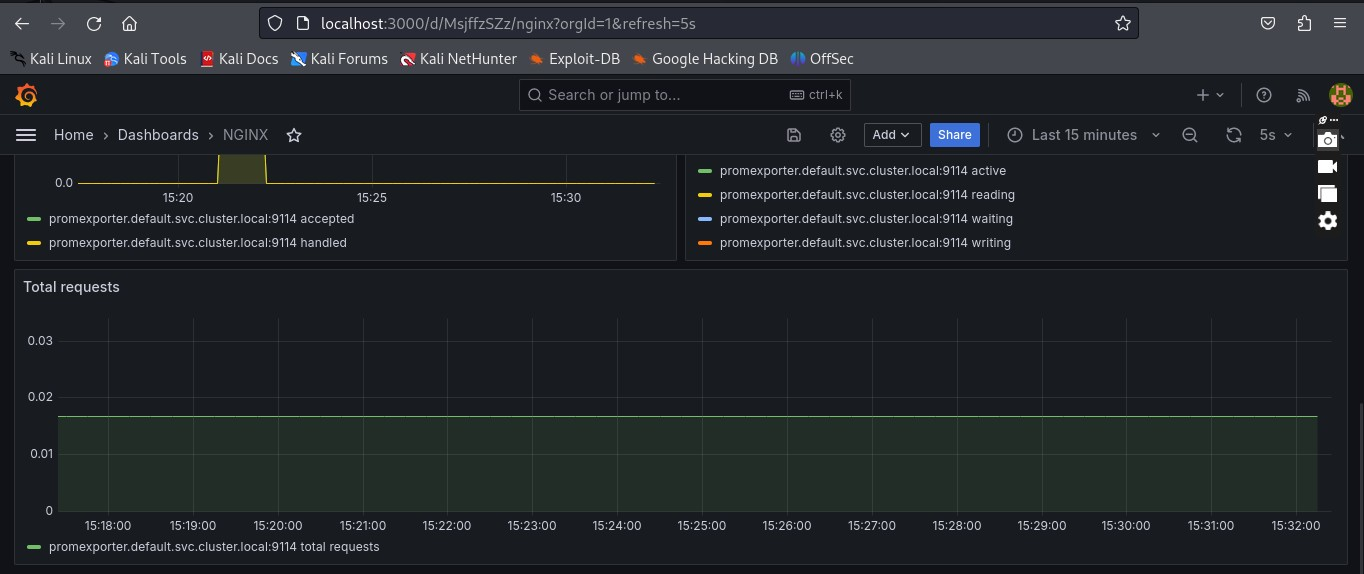 localhost:3000/d/MsjffzSZz/nginx?orgId=1&refresh=5s
Kali Linux Kali Tools Kali Docs Kali Forums Kali NetHunter Exploit-DB Google Hacking DB OffSec
Search or jump to... ctrl+k
Home › Dashboards › NGINX Add Share Last 15 minutes 5s
0.0
15:20 15:25 15:30
promexporter.default.svc.cluster.local:9114 accepted
promexporter.default.svc.cluster.local:9114 handled
promexporter.default.svc.cluster.local:9114 active
promexporter.default.svc.cluster.local:9114 reading
promexporter.default.svc.cluster.local:9114 waiting
promexporter.default.svc.cluster.local:9114 writing
Total requests
0.03
0.02
0.01
0
15:18:00 15:19:00 15:20:00 15:21:00 15:22:00 15:23:00 15:24:00 15:25:00 15:26:00 15:27:00 15:28:00 15:29:00 15:30:00 15:31:00 15:32:00
promexporter.default.svc.cluster.local:9114 total requests